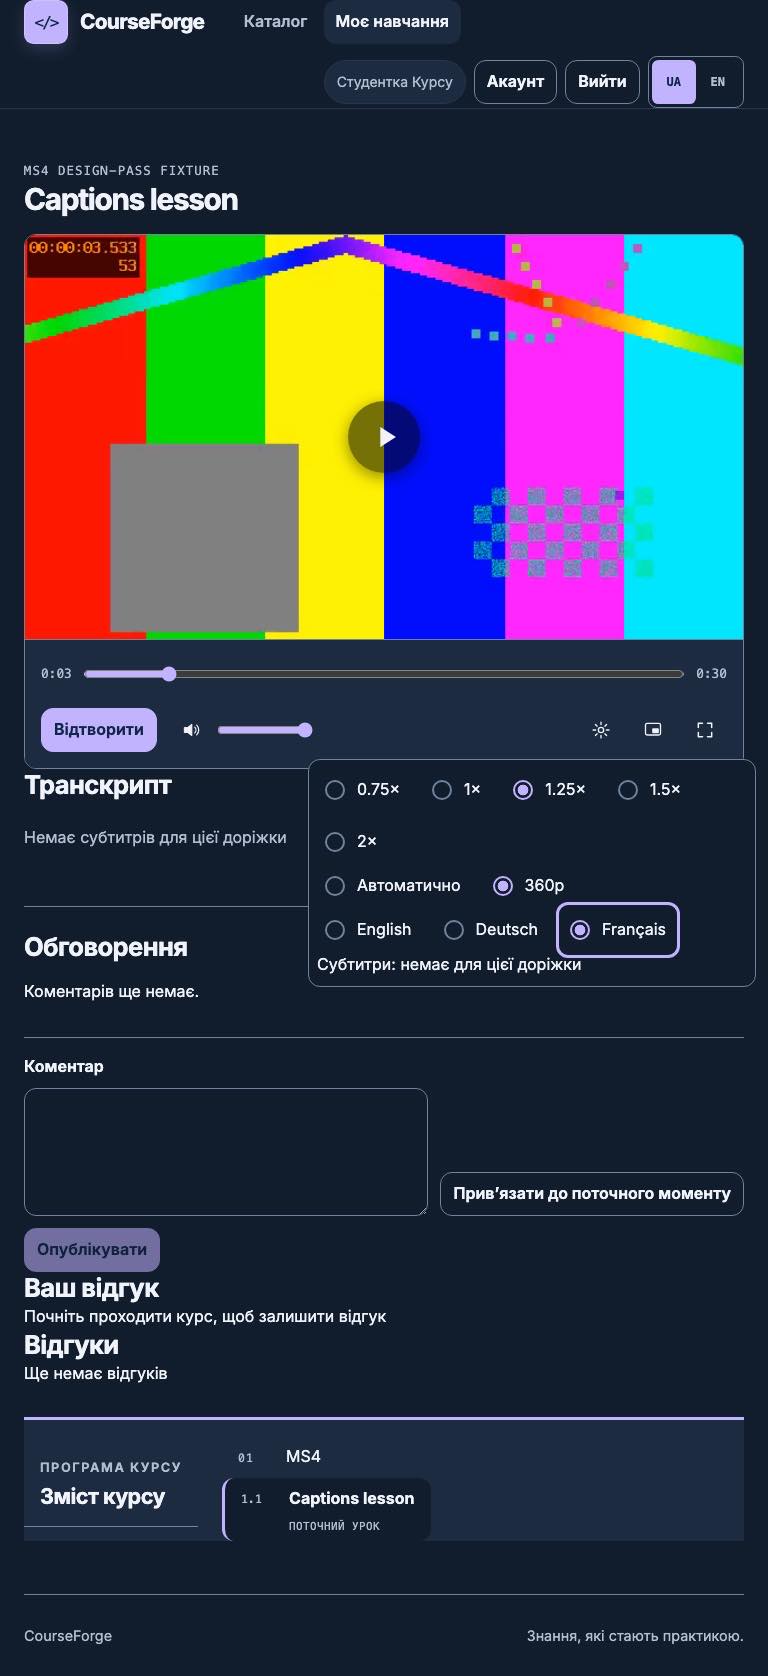 </> CourseForge Каталог Моє навчання
Студентка Курсу Акаунт Вийти UA EN
MS4 DESIGN-PASS FIXTURE
Captions lesson
00:00:03.533
53
0:03 0:30
Відтворити
Транскрипт
Немає субтитрів для цієї доріжки
0.75× 1× 1.25× 1.5×
2×
Автоматично 360p
English Deutsch Français
Субтитри: немає для цієї доріжки
Обговорення
Коментарів ще немає.
Коментар
Прив’язати до поточного моменту
Опублікувати
Ваш відгук
Почніть проходити курс, щоб залишити відгук
Відгуки
Ще немає відгуків
ПРОГРАМА КУРСУ
Зміст курсу
01 MS4
1.1 Captions lesson
ПОТОЧНИЙ УРОК
CourseForge Знання, які стають практикою.